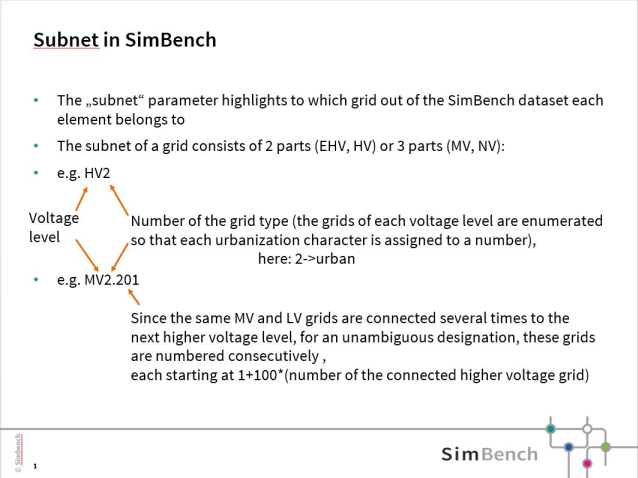 Subnet in SimBench
• The „subnet“ parameter highlights to which grid out of the SimBench dataset each
element belongs to
• The subnet of a grid consists of 2 parts (EHV, HV) or 3 parts (MV, NV):
• e.g. HV2
Voltage
level
Number of the grid type (the grids of each voltage level are enumerated
so that each urbanization character is assigned to a number),
here: 2->urban
• e.g. MV2.201
Since the same MV and LV grids are connected several times to the
next higher voltage level, for an unambiguous designation, these grids
are numbered consecutively ,
each starting at 1+100*(number of the connected higher voltage grid)
© Simbench
1
SimBench